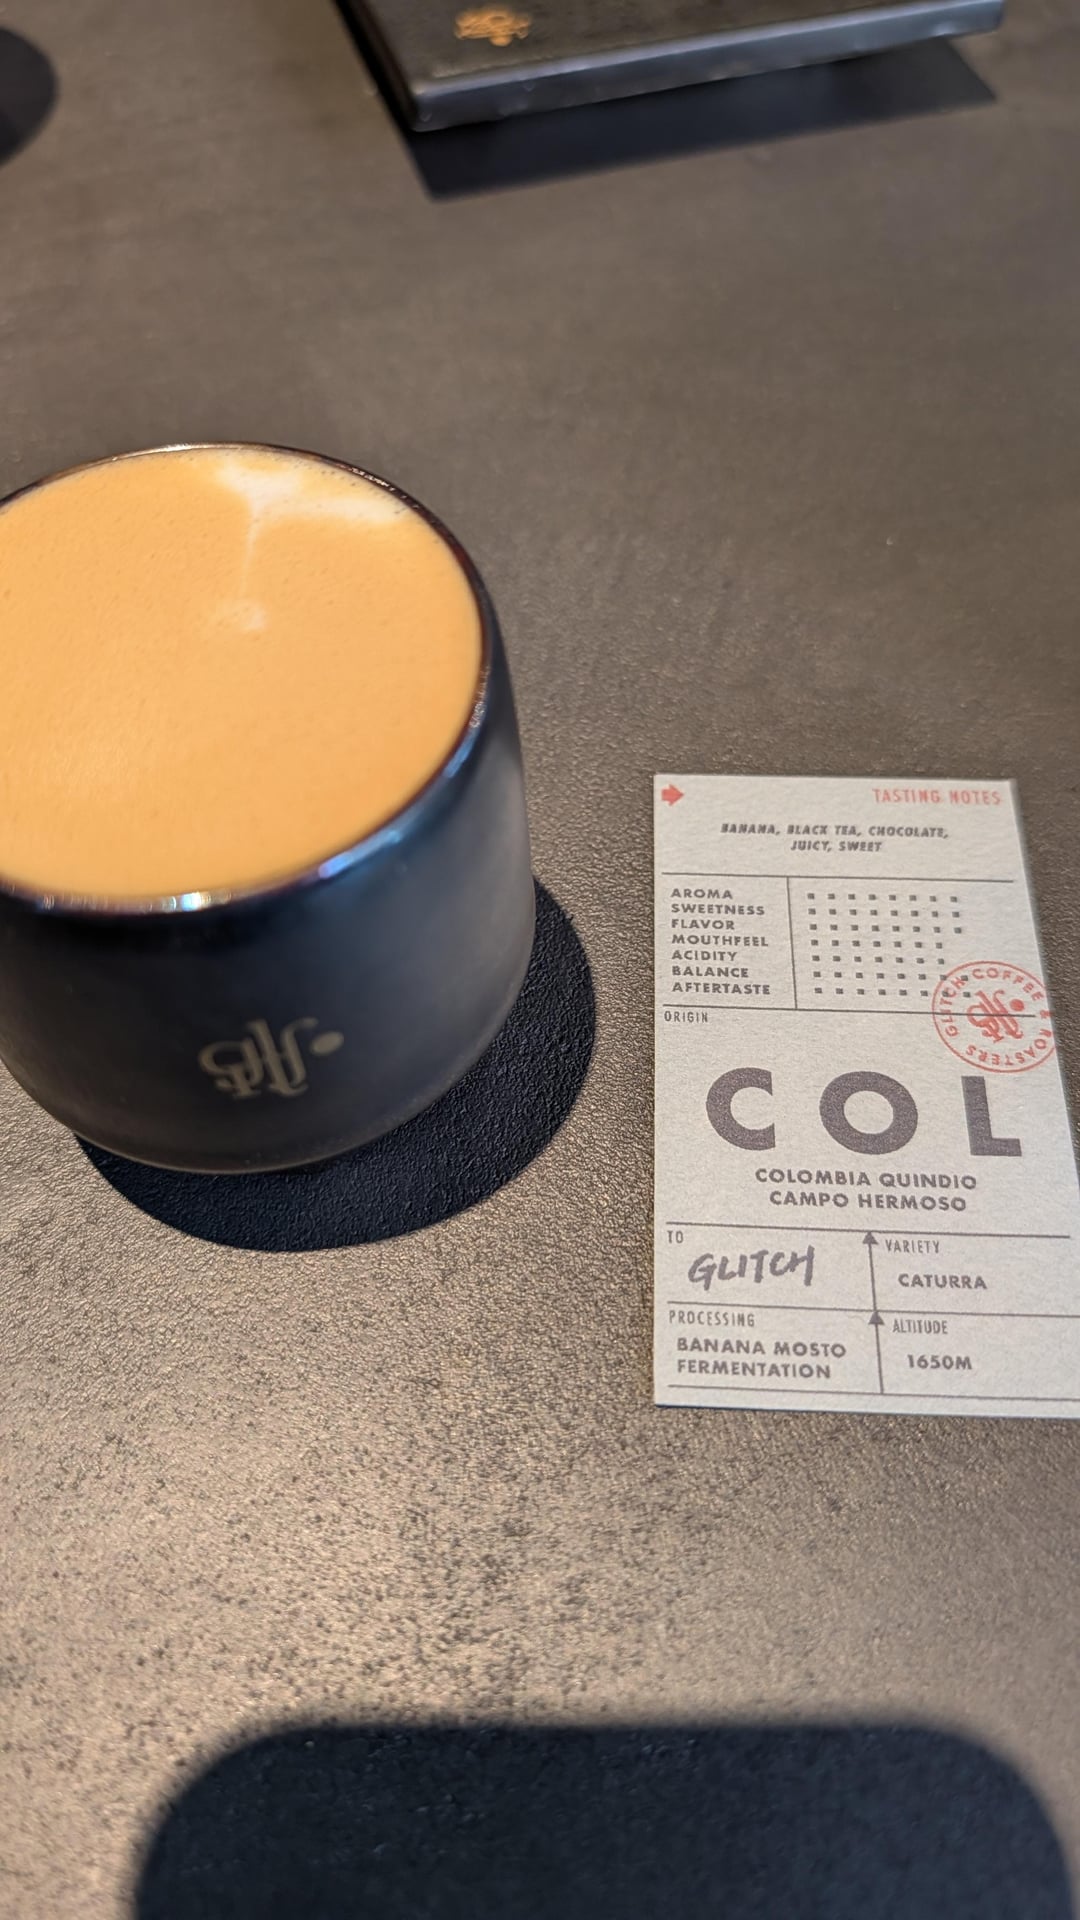 TASTING NOTES
BANANA, BLACK TEA, CHOCOLATE,
JUICY, SWEET
AROMA
SWEETNESS
FLAVOR
MOUTHFEEL
ACIDITY
BALANCE
AFTERTASTE
GLITCH COFFEE & ROASTERS
ORIGIN
COL
COLOMBIA QUINDIO
CAMPO HERMOSO
TO
GLITCH
VARIETY
CATURRA
PROCESSING
BANANA MOSTO
FERMENTATION
ALTITUDE
1650M